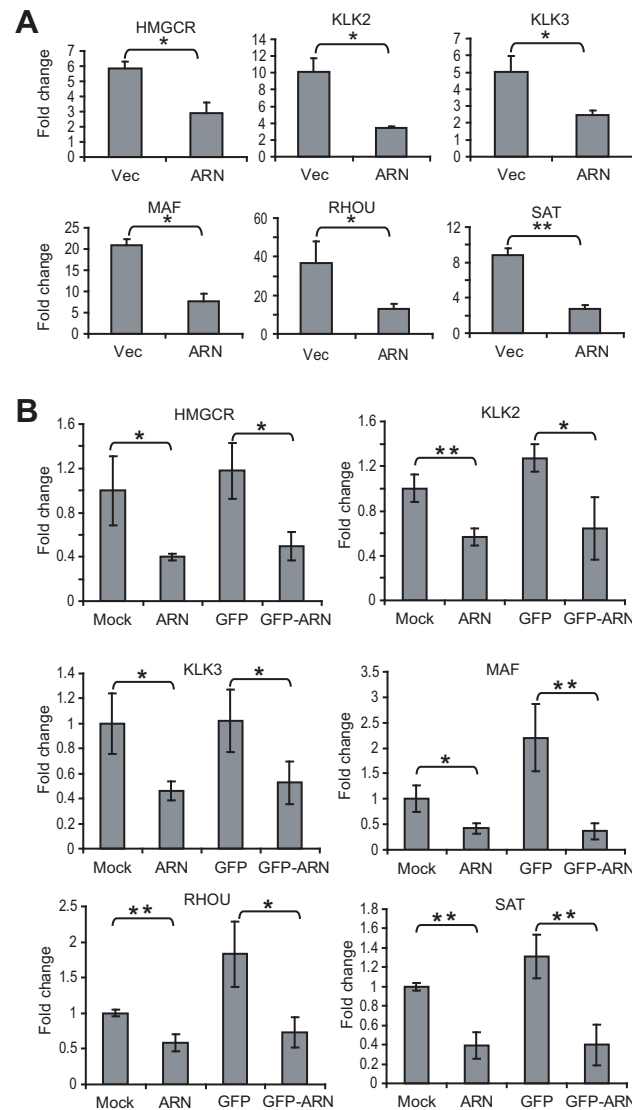 A
HMGCR
KLK2
KLK3
Fold change
7
6
5
4
3
2
1
0
*
Vec
ARN
14
12
10
8
6
4
2
0
*
Vec
ARN
7
6
5
4
3
2
1
0
*
Vec
ARN
MAF
RHOU
SAT
Fold change
25
20
15
10
5
0
*
Vec
ARN
60
40
20
0
*
Vec
ARN
12
8
4
0
**
Vec
ARN
B
HMGCR
Fold change
1.6
1.2
0.8
0.4
0
*
*
Mock ARN GFP GFP-ARN
KLK2
Fold change
1.6
1.2
0.8
0.4
0
**
*
Mock ARN GFP GFP-ARN
KLK3
Fold change
1.4
1.2
1
0.8
0.6
0.4
0.2
0
*
*
Mock ARN GFP GFP-ARN
MAF
Fold change
3.5
3
2.5
2
1.5
1
0.5
0
*
**
Mock ARN GFP GFP-ARN
RHOU
Fold change
2.5
2
1.5
1
0.5
0
**
*
Mock ARN GFP GFP-ARN
SAT
Fold change
1.8
1.6
1.4
1.2
1
0.8
0.6
0.4
0.2
0
**
**
Mock ARN GFP GFP-ARN